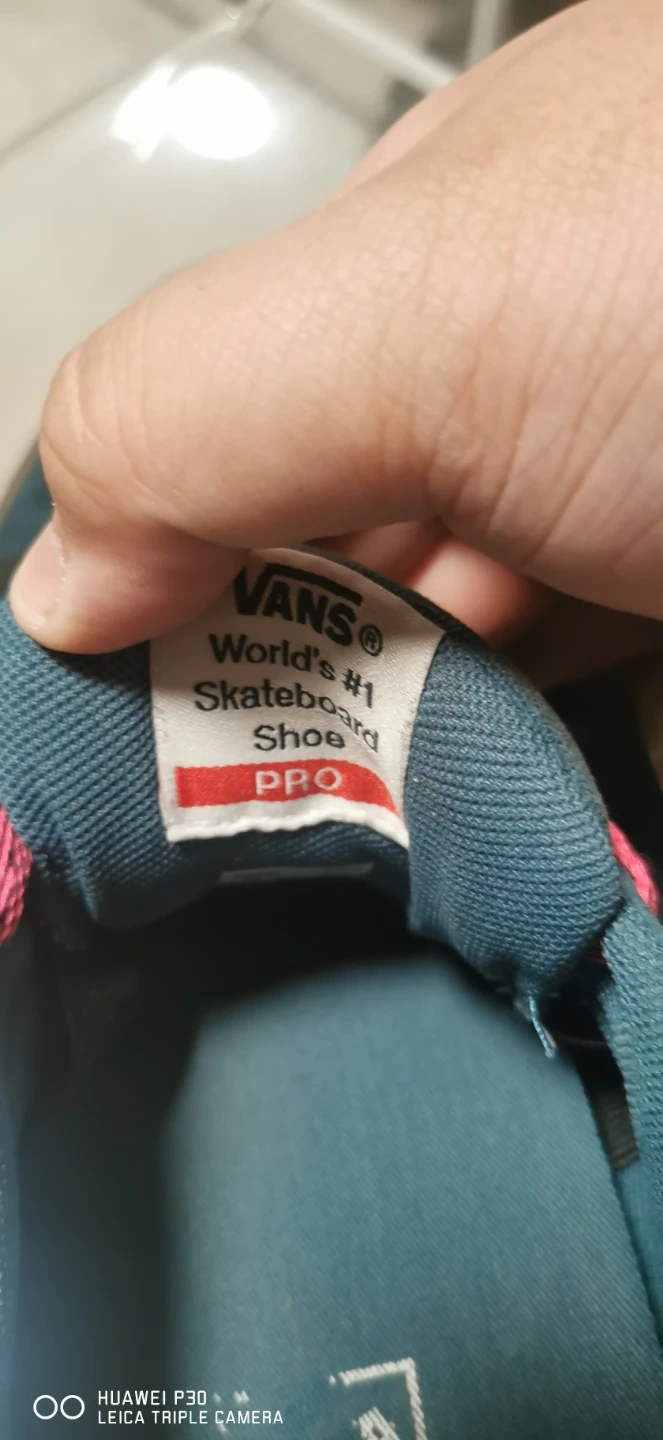 VANS®
World's #1
Skateboard
Shoe
PRO
HUAWEI P30
LEICA TRIPLE CAMERA